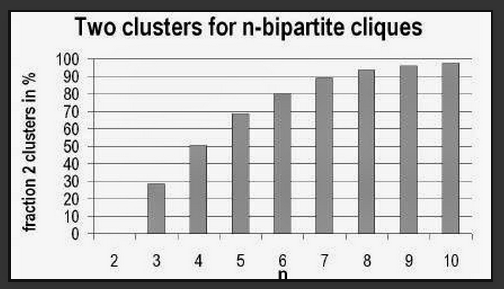 Two clusters for n-bipartite cliques
fraction 2 clusters in %
100
90
80
70
60
50
40
30
20
10
0
2 3 4 5 6 7 8 9 10
n